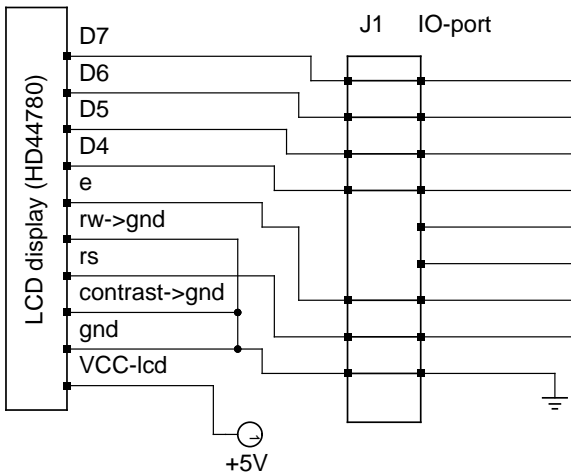 J1 IO-port
LCD display (HD44780)
D7
D6
D5
D4
e
rw->gnd
rs
contrast->gnd
gnd
VCC-lcd
+5V